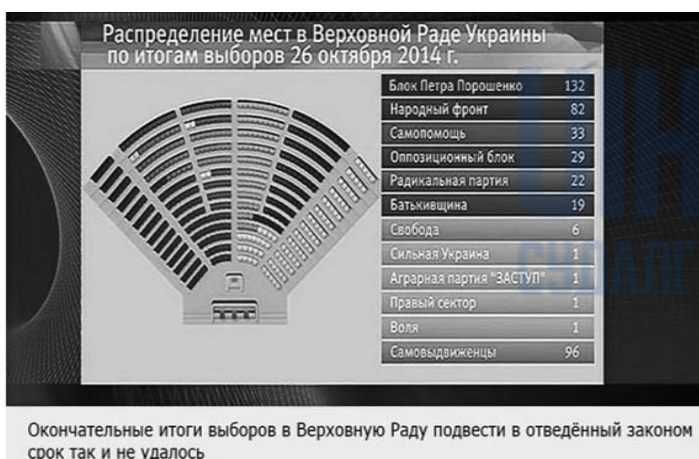 Распределение мест в Верховной Раде Украины
по итогам выборов 26 октября 2014 г.
Блок Петра Порошенко 132
Народный фронт 82
Самопомощь 33
Оппозиционный блок 29
Радикальная партия 22
Батькивщина 19
Свобода 6
Сильная Украина 1
Аграрная партия "ЗАСТУП" 1
Правый сектор 1
Воля 1
Самовыдвиженцы 96
Окончательные итоги выборов в Верховную Раду подвести в отведённый законом
срок так и не удалось